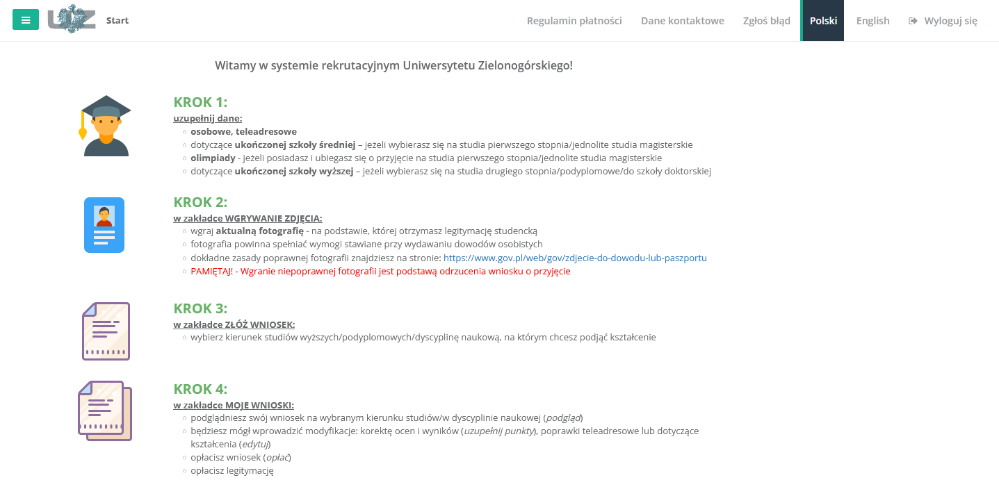 UZ
Start
Regulamin płatności
Dane kontaktowe
Zgłoś błąd
Polski
English
Wyloguj się
Witamy w systemie rekrutacyjnym Uniwersytetu Zielonogórskiego!
KROK 1:
uzupełnij dane:
osobowe, teleadresowe
dotyczące ukończonej szkoły średniej – jeżeli wybierasz się na studia pierwszego stopnia/jednolite studia magisterskie
olimpiady - jeżeli posiadasz i ubiegasz się o przyjęcie na studia pierwszego stopnia/jednolite studia magisterskie
dotyczące ukończonej szkoły wyższej – jeżeli wybierasz się na studia drugiego stopnia/podyplomowe/do szkoły doktorskiej
KROK 2:
w zakładce WGRYWANIE ZDJĘCIA:
wgraj aktualną fotografię - na podstawie, której otrzymasz legitymację studencką
fotografia powinna spełniać wymogi stawiane przy wydawaniu dowodów osobistych
dokładne zasady poprawnej fotografii znajdziesz na stronie: https://www.gov.pl/web/gov/zdjecie-do-dowodu-lub-paszportu
PAMIĘTAJ! - Wgranie niepoprawnej fotografii jest podstawą odrzucenia wniosku o przyjęcie
KROK 3:
w zakładce ZŁÓŻ WNIOSEK:
wybierz kierunek studiów wyższych/podyplomowych/dyscyplinę naukową, na którym chcesz podjąć kształcenie
KROK 4:
w zakładce MOJE WNIOSKI:
podglądniesz swój wniosek na wybranym kierunku studiów/w dyscyplinie naukowej (podgląd)
będziesz mógł wprowadzić modyfikacje: korektę ocen i wyników (uzupełnij punkty), poprawki teleadresowe lub dotyczące
kształcenia (edytuj)
opłacisz wniosek (opłać)
opłacisz legitymację